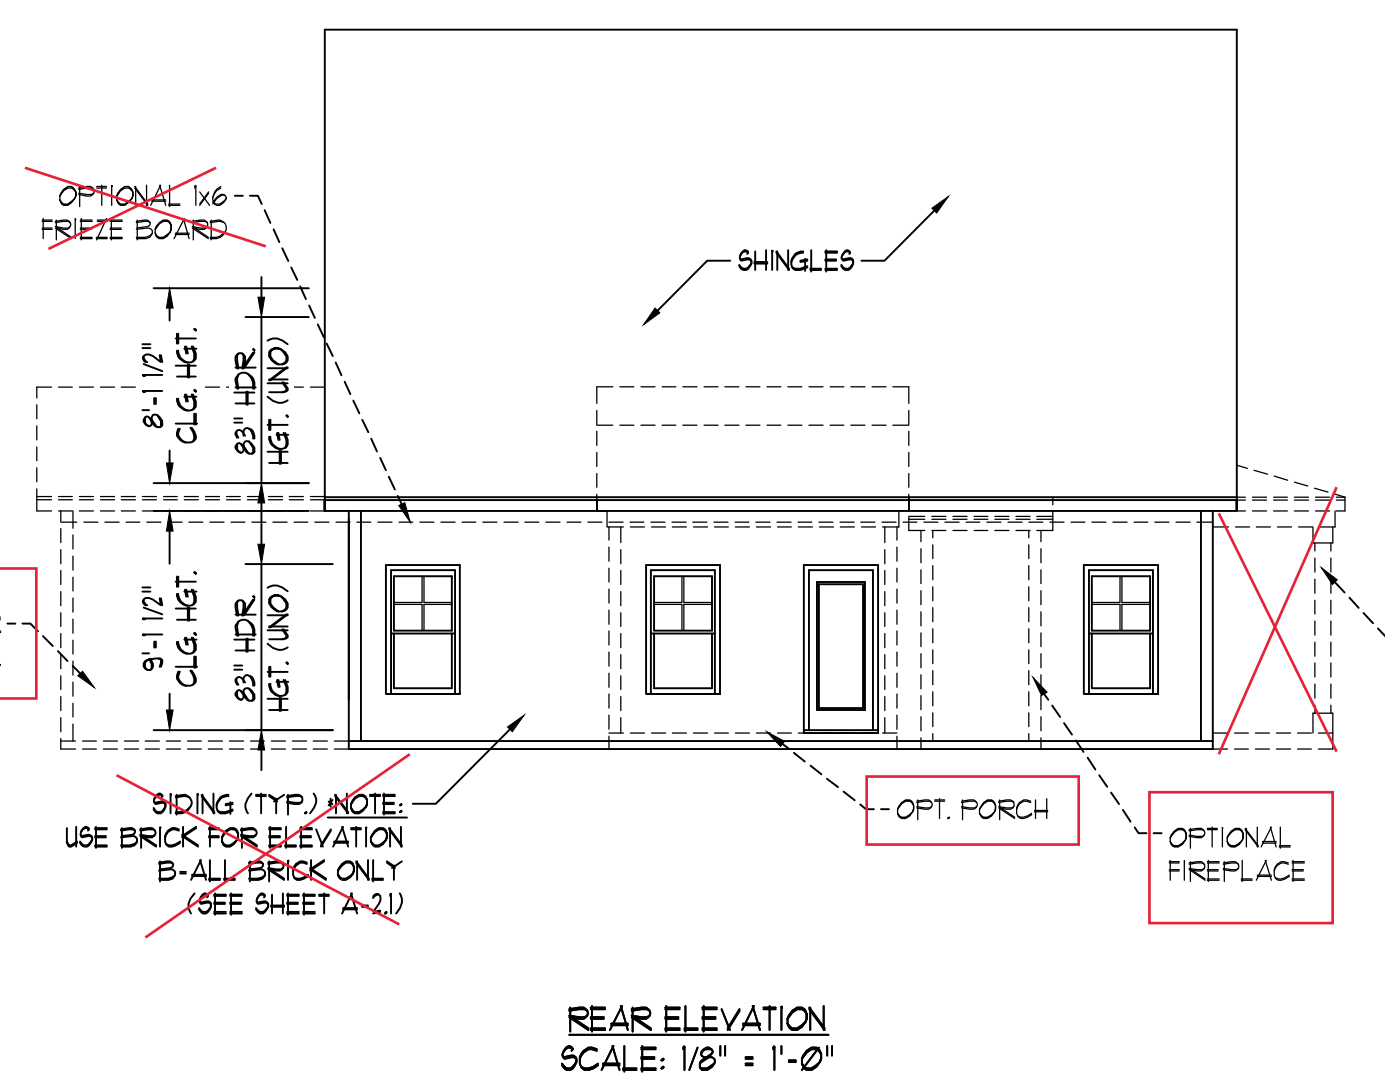 OPTIONAL 1x6
FRIEZE BOARD
SHINGLES
8'-1 1/2"
CLG. HGT.
83" HDR.
HGT. (UNO)
9'-1 1/2"
CLG. HGT.
83" HDR.
HGT. (UNO)
SIDING (TYP.) *NOTE:
USE BRICK FOR ELEVATION
B-ALL BRICK ONLY
(SEE SHEET A-2.1)
OPT. PORCH
OPTIONAL
FIREPLACE
REAR ELEVATION
SCALE: 1/8" = 1'-0"